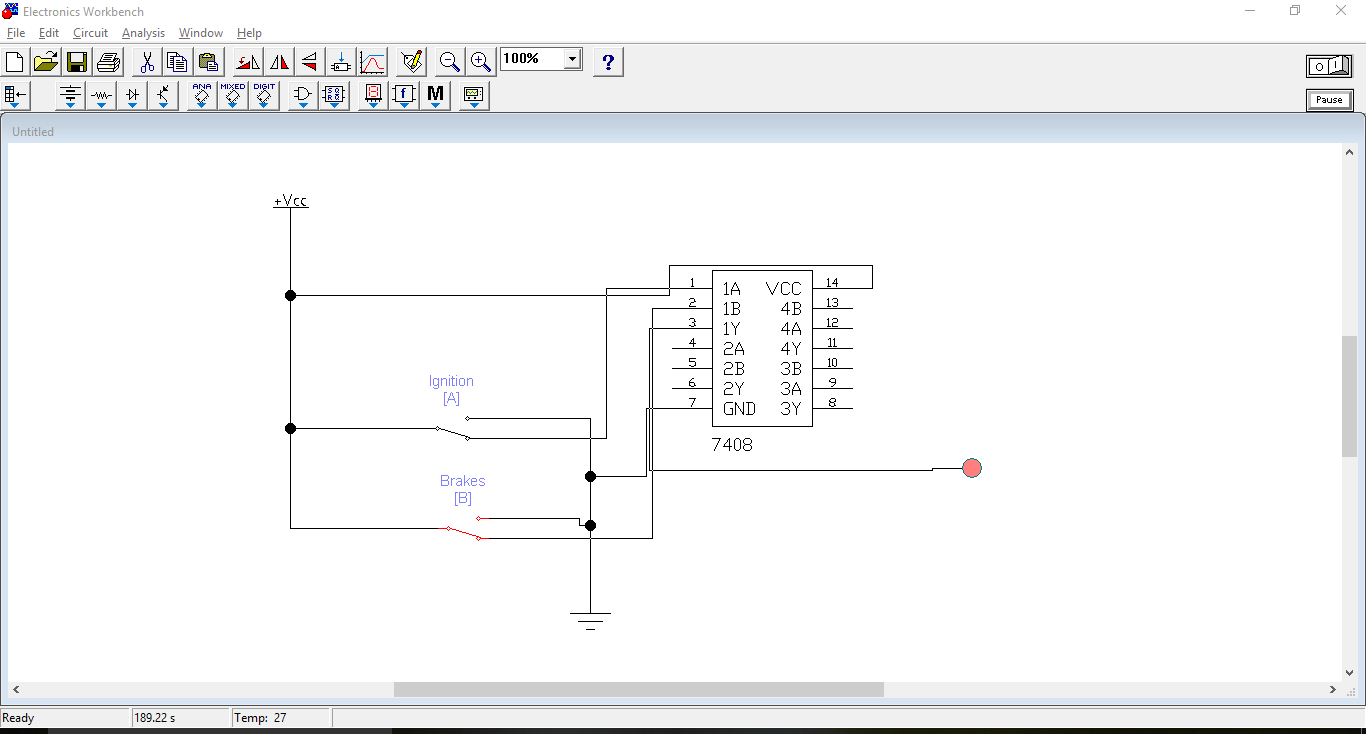 Electronics Workbench
File Edit Circuit Analysis Window Help
100%
?
O I
ANA MIXED DIGIT
f M
Pause
Untitled
+Vcc
1 1A VCC 14
2 1B 4B 13
3 1Y 4A 12
4 2A 4Y 11
5 2B 3B 10
6 2Y 3A 9
7 GND 3Y 8
7408
Ignition
[A]
Brakes
[B]
Ready 189.22 s Temp: 27